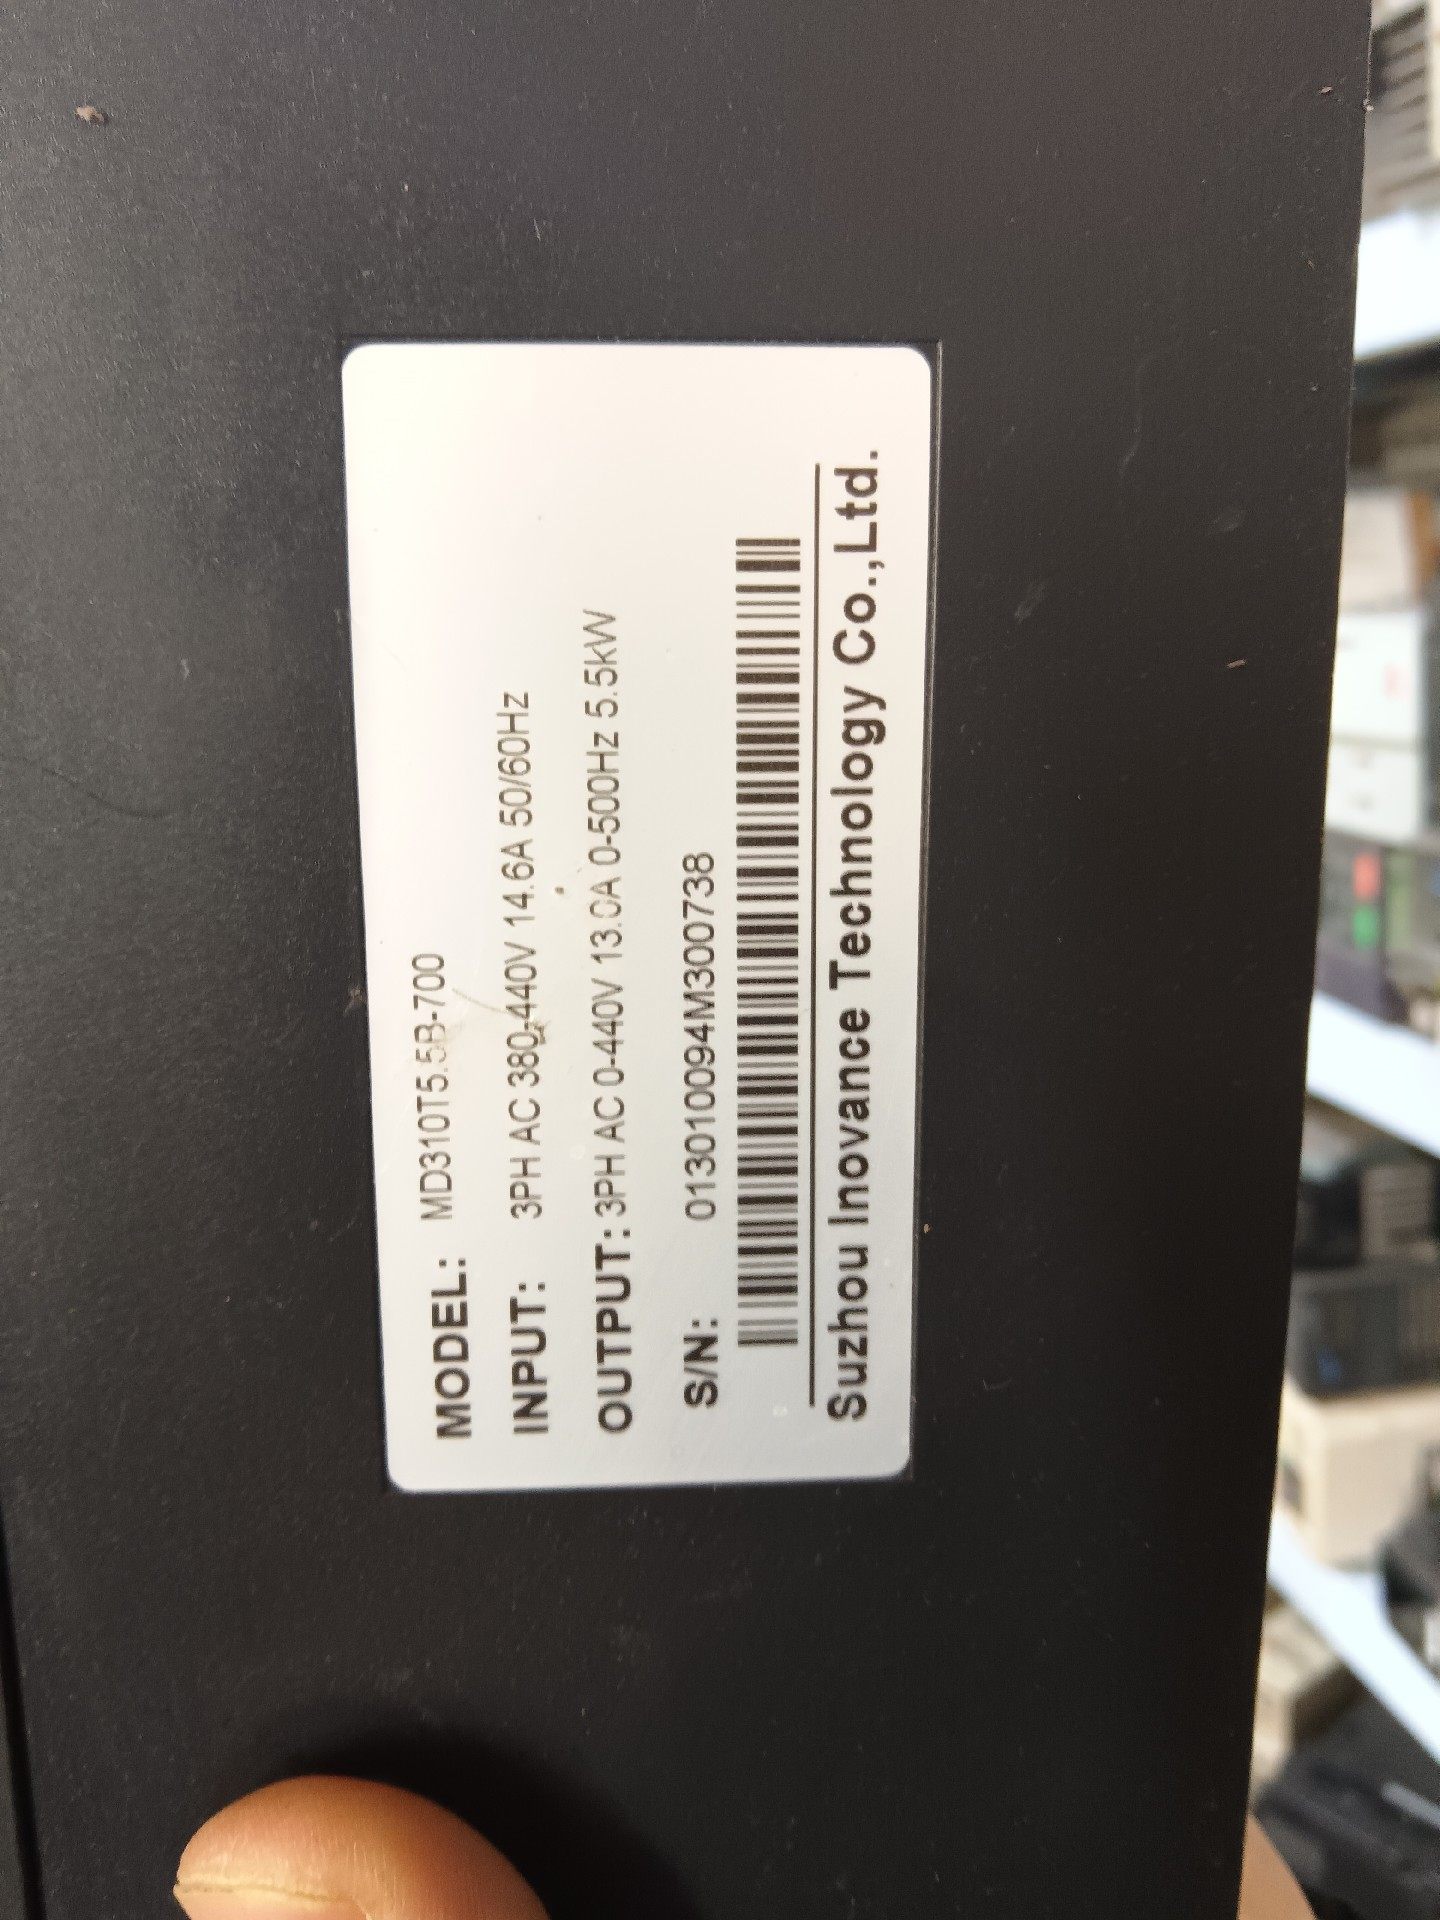 MODEL: MD310T5.5B-700
INPUT: 3PH AC 380-440V 14.6A 50/60Hz
OUTPUT: 3PH AC 0-440V 13.0A 0-500Hz 5.5kW
S/N: 013010094M300738
Suzhou Inovance Technology Co.,Ltd.